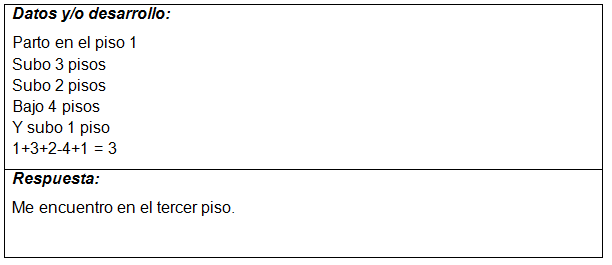 Datos y/o desarrollo:
Parto en el piso 1
Subo 3 pisos
Subo 2 pisos
Bajo 4 pisos
Y subo 1 piso
1+3+2-4+1 = 3
Respuesta:
Me encuentro en el tercer piso.